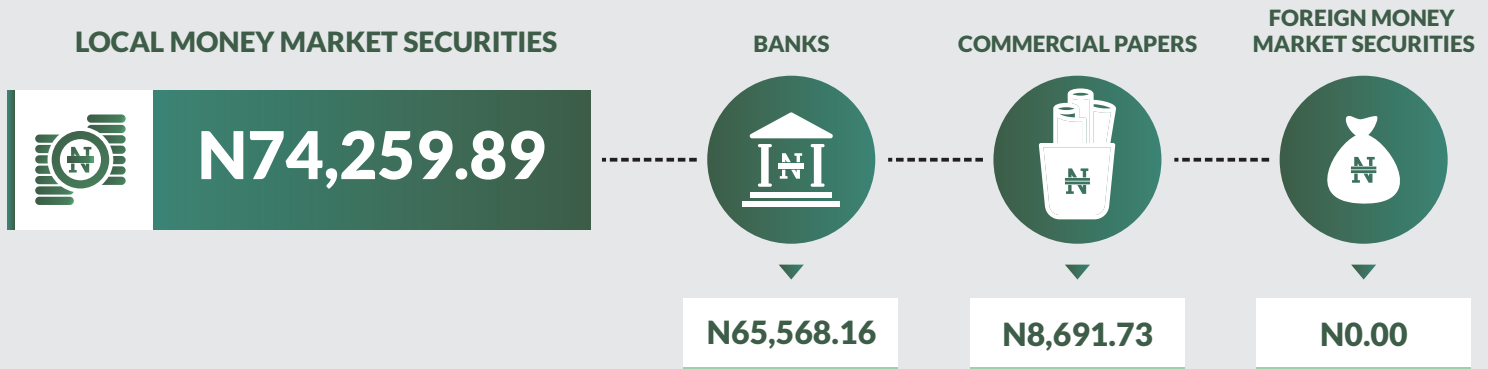 LOCAL MONEY MARKET SECURITIES
N74,259.89
BANKS
N65,568.16
COMMERCIAL PAPERS
N8,691.73
FOREIGN MONEY
MARKET SECURITIES
N0.00